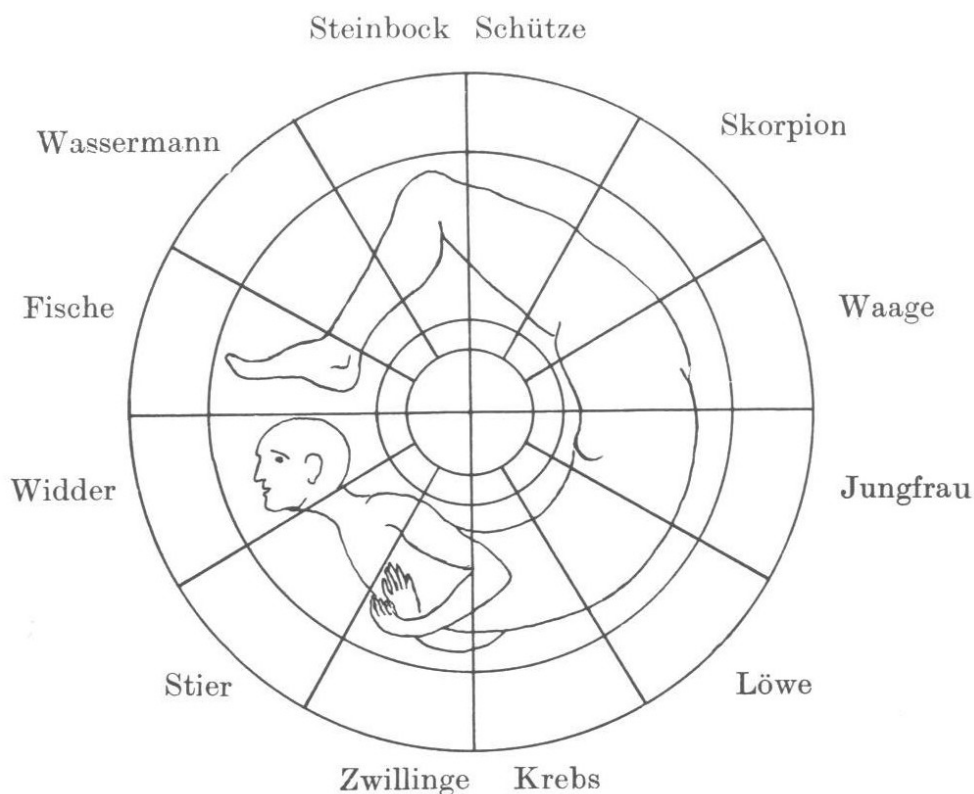 Steinbock Schütze
Wassermann Skorpion
Fische Waage
Widder Jungfrau
Stier Löwe
Zwillinge Krebs